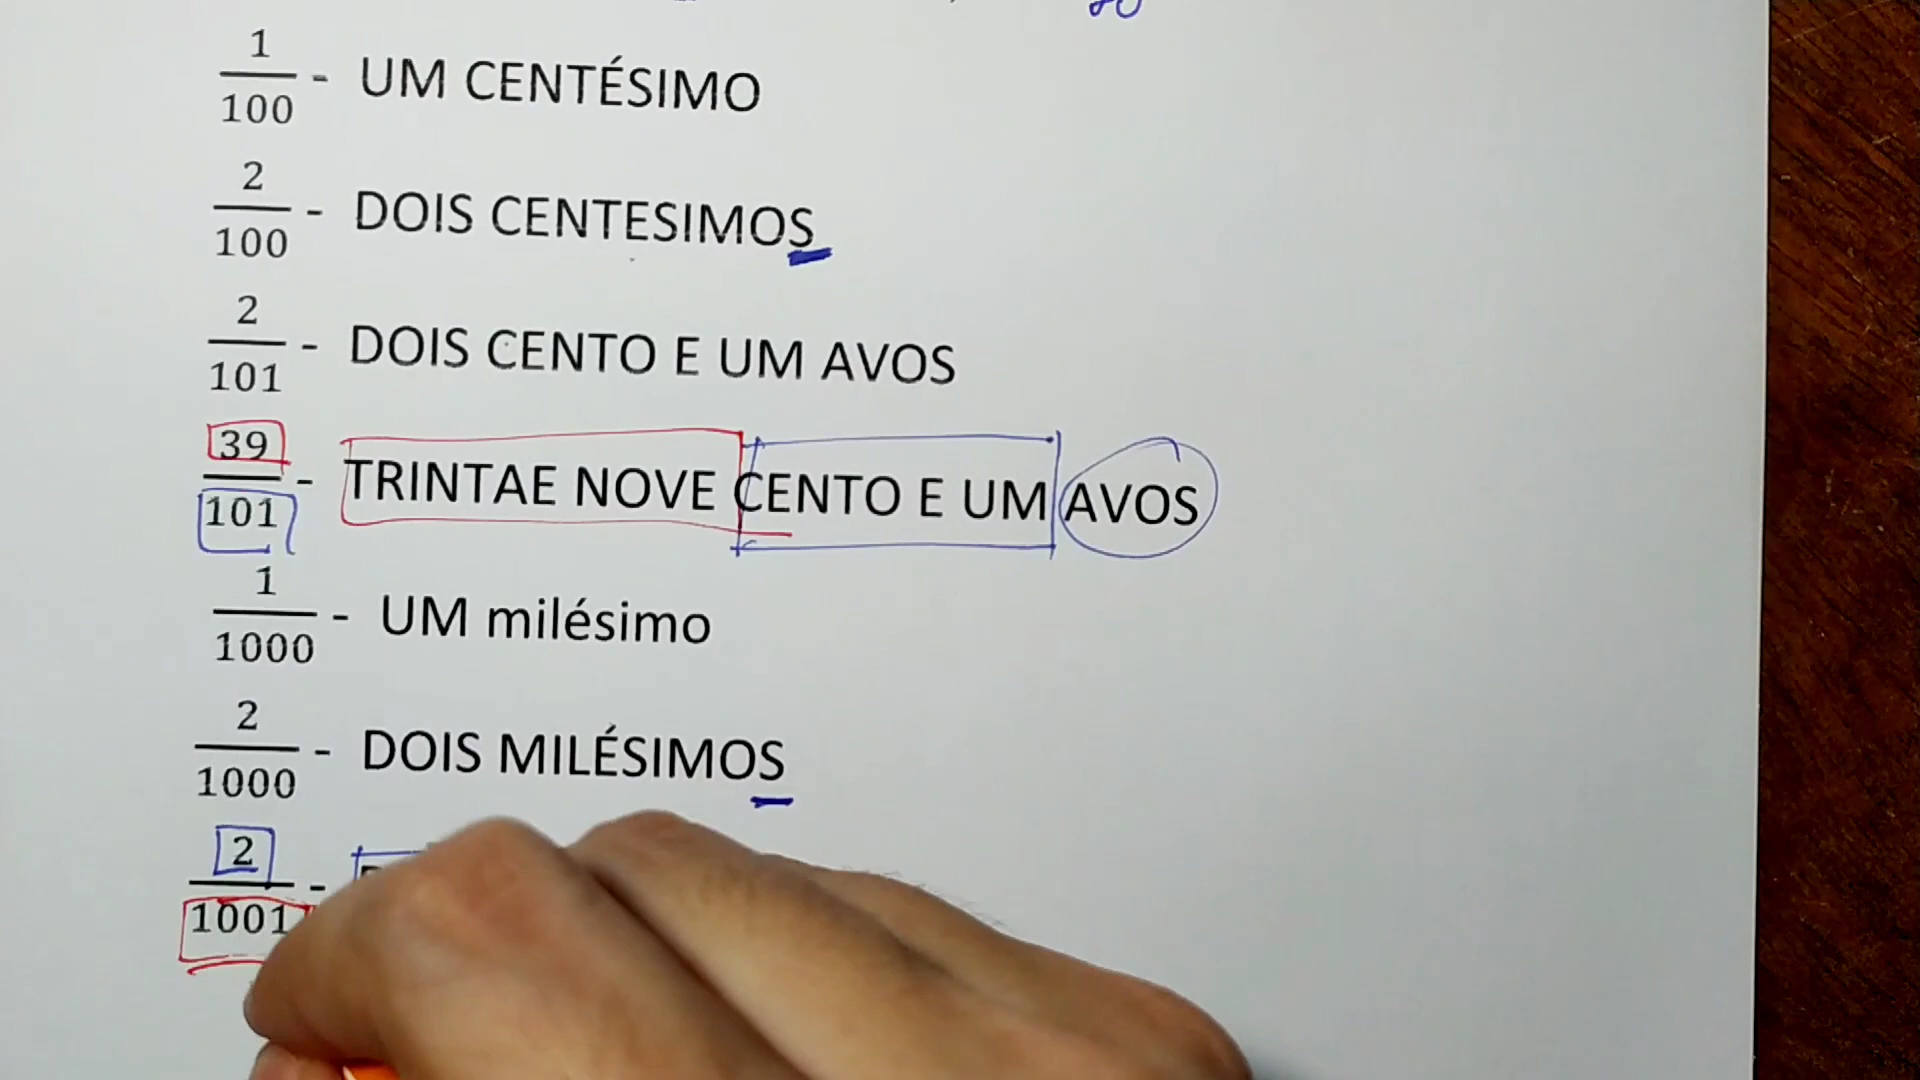 1/100 - UM CENTÉSIMO
2/100 - DOIS CENTESIMOS
2/101 - DOIS CENTO E UM AVOS
39/101 - TRINTAE NOVE CENTO E UM AVOS
1/1000 - UM milésimo
2/1000 - DOIS MILÉSIMOS
2/1001 -